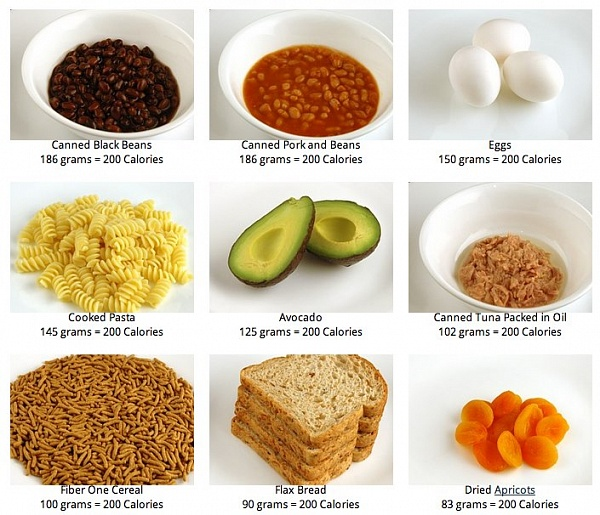 Canned Black Beans
186 grams = 200 Calories
Canned Pork and Beans
186 grams = 200 Calories
Eggs
150 grams = 200 Calories
Cooked Pasta
145 grams = 200 Calories
Avocado
125 grams = 200 Calories
Canned Tuna Packed in Oil
102 grams = 200 Calories
Fiber One Cereal
100 grams = 200 Calories
Flax Bread
90 grams = 200 Calories
Dried Apricots
83 grams = 200 Calories